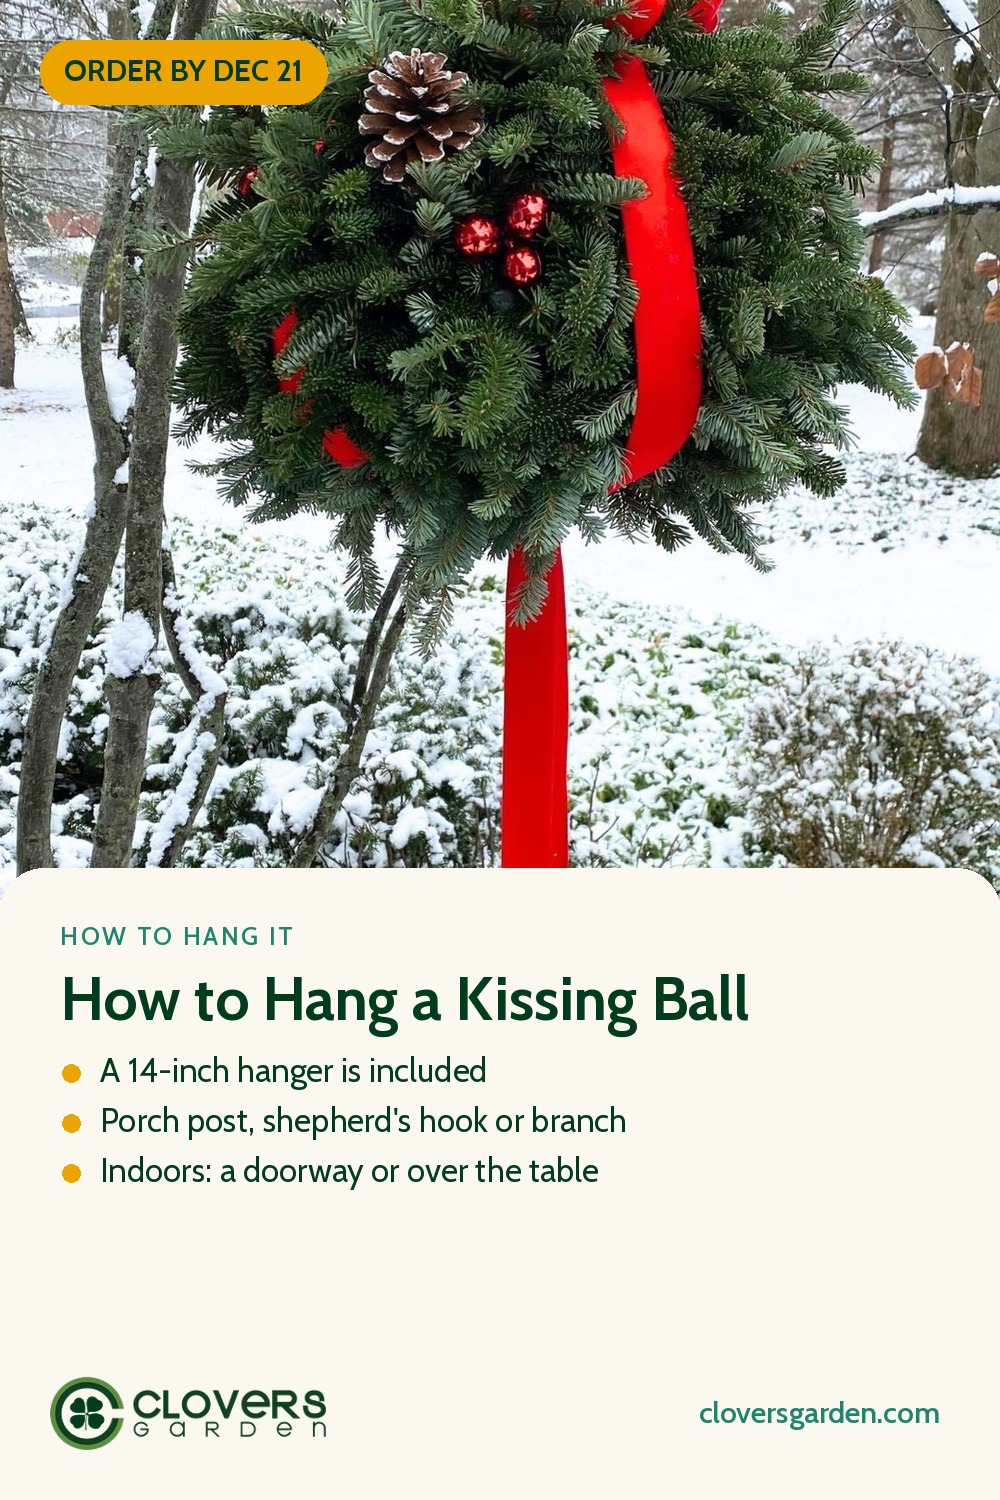 ORDER BY DEC 21
HOW TO HANG IT
How to Hang a Kissing Ball
A 14-inch hanger is included
Porch post, shepherd's hook or branch
Indoors: a doorway or over the table
CLOVERS
GARDEN
cloversgarden.com